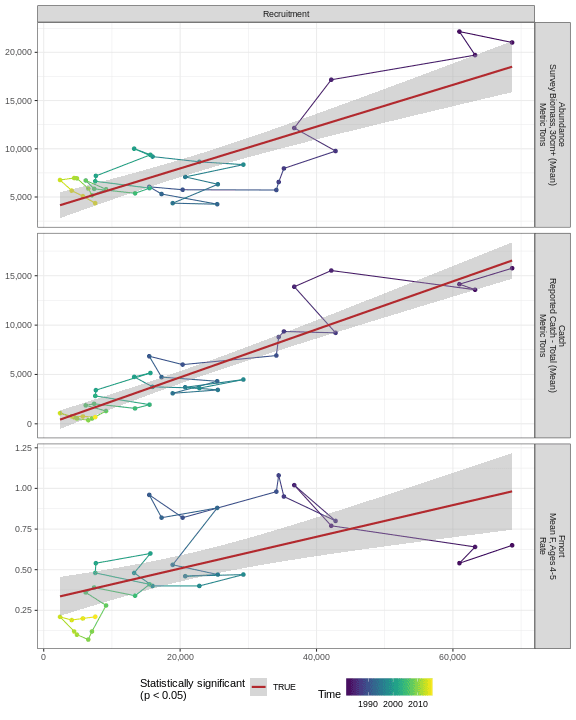 Recruitment
20,000
15,000
10,000
5,000
Abundance
Survey Biomass, 30cm+ (Mean)
Metric Tons
15,000
10,000
5,000
0
Catch
Reported Catch - Total (Mean)
Metric Tons
1.25
1.00
0.75
0.50
0.25
Fmort
Mean F, Ages 4-5
Rate
0
20,000
40,000
60,000
Statistically significant
(p < 0.05)
TRUE
Time
1990
2000
2010